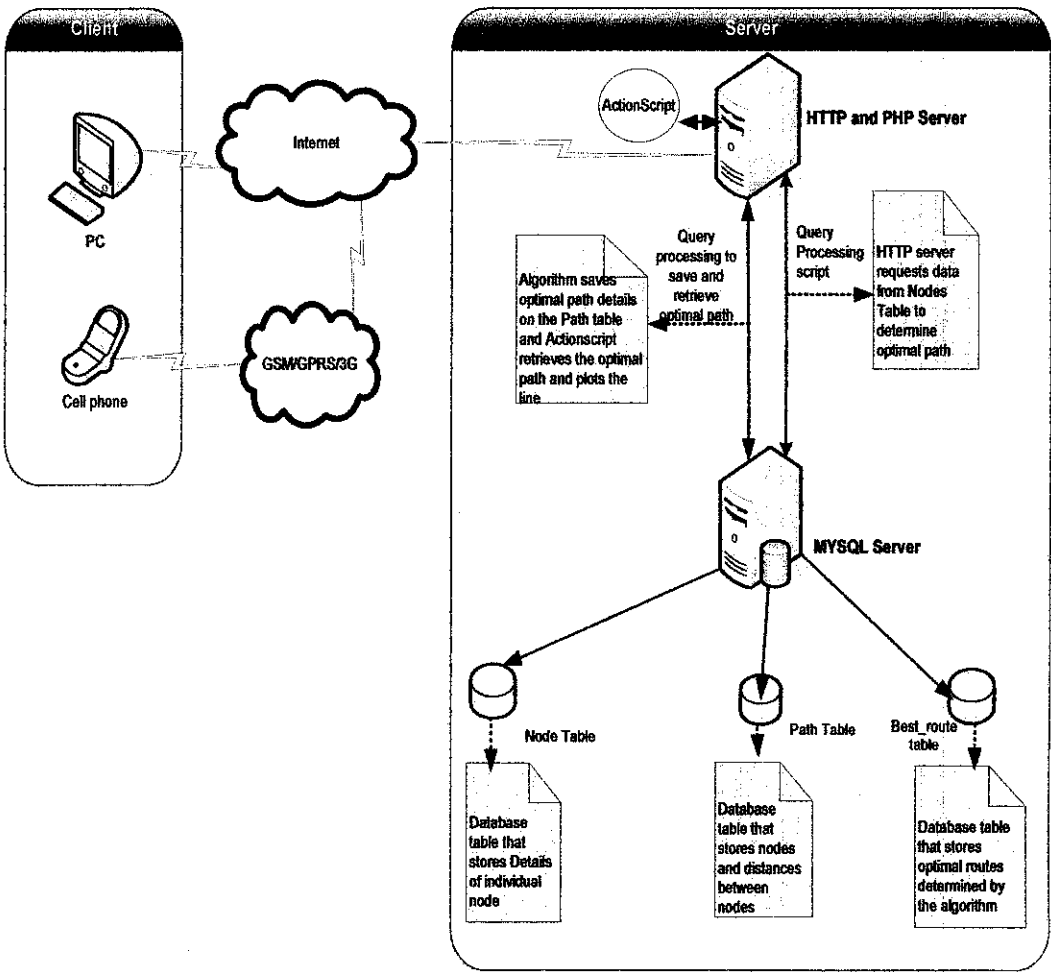 Client
Server
ActionScript
HTTP and PHP Server
Internet
PC
Query
processing to
save and
retrieve
optimal path
Query
Processing
script
HTTP server
requests data
from Nodes
Table to
determine
optimal path
Algorithm saves
optimal path details
on the Path table
and Actionscript
retrieves the optimal
path and plots the
line
GSM/GPRS/3G
Cell phone
MYSQL Server
Node Table
Path Table
Best_route
table
Database
table that
stores Details
of individual
node
Database
table that
stores nodes
and distances
between
nodes
Database table
that stores
optimal routes
determined by
the algorithm